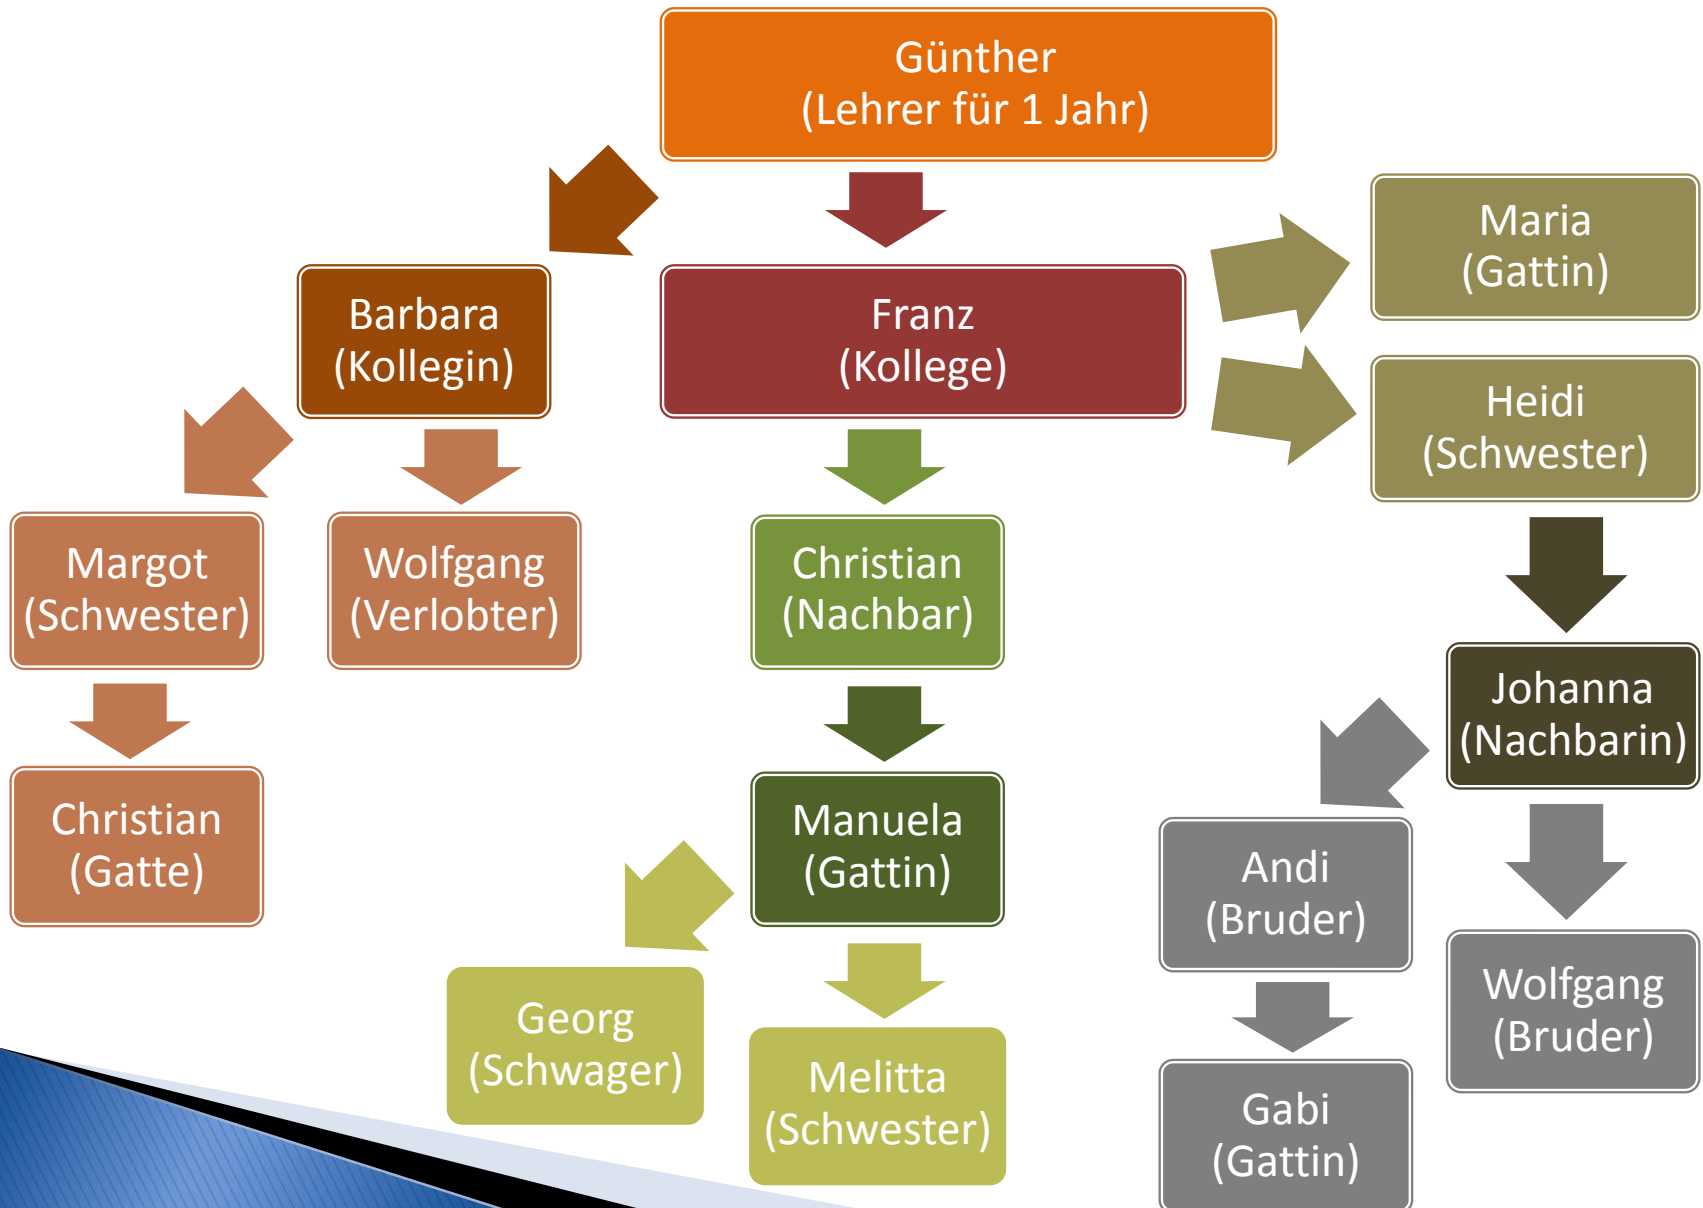 Günther
(Lehrer für 1 Jahr)
Maria
(Gattin)
Barbara
(Kollegin)
Franz
(Kollege)
Heidi
(Schwester)
Margot
(Schwester)
Wolfgang
(Verlobter)
Christian
(Nachbar)
Johanna
(Nachbarin)
Christian
(Gatte)
Manuela
(Gattin)
Andi
(Bruder)
Wolfgang
(Bruder)
Georg
(Schwager)
Melitta
(Schwester)
Gabi
(Gattin)